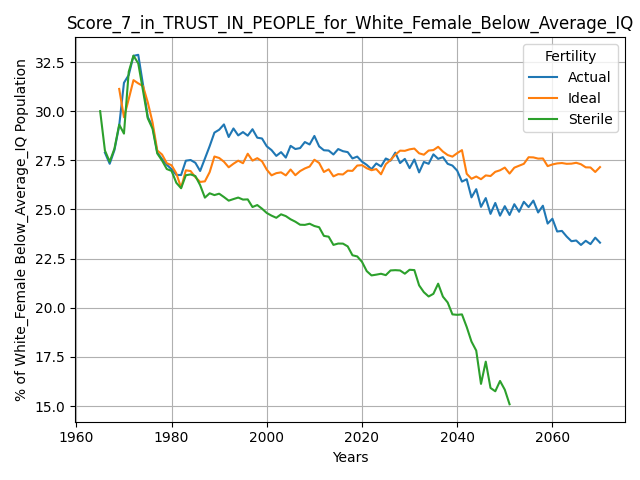 Score_7_in_TRUST_IN_PEOPLE_for_White_Female_Below_Average_IQ
% of White_Female Below_Average_IQ Population
32.5
30.0
27.5
25.0
22.5
20.0
17.5
15.0
Fertility
Actual
Ideal
Sterile
1960
1980
2000
2020
2040
2060
Years